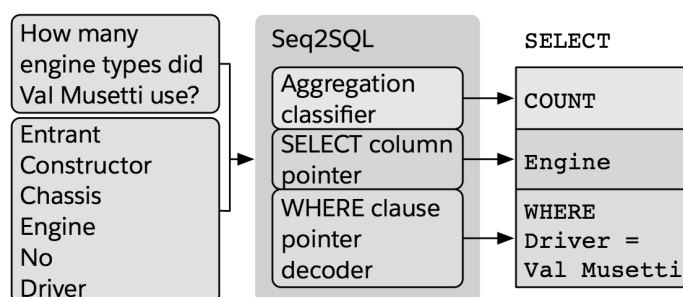 How many
engine types did
Val Musetti use?
Entrant
Constructor
Chassis
Engine
No
Driver
Seq2SQL
Aggregation
classifier
SELECT column
pointer
WHERE clause
pointer
decoder
SELECT
COUNT
Engine
WHERE
Driver =
Val Musetti